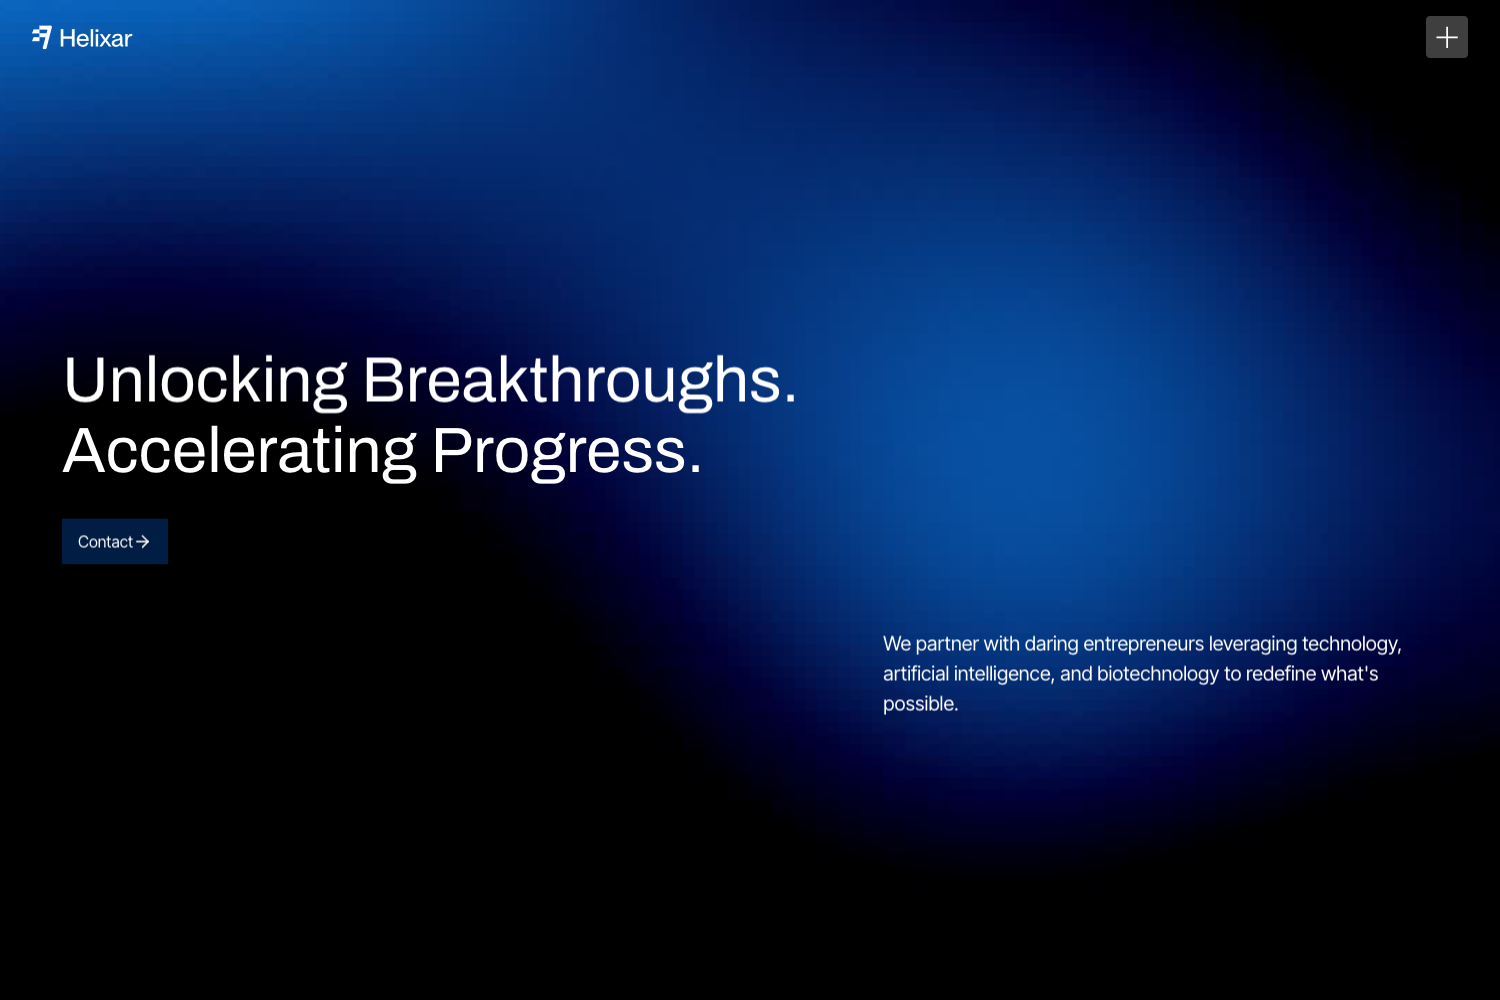 Helixar
Unlocking Breakthroughs.
Accelerating Progress.
Contact
We partner with daring entrepreneurs leveraging technology,
artificial intelligence, and biotechnology to redefine what's
possible.